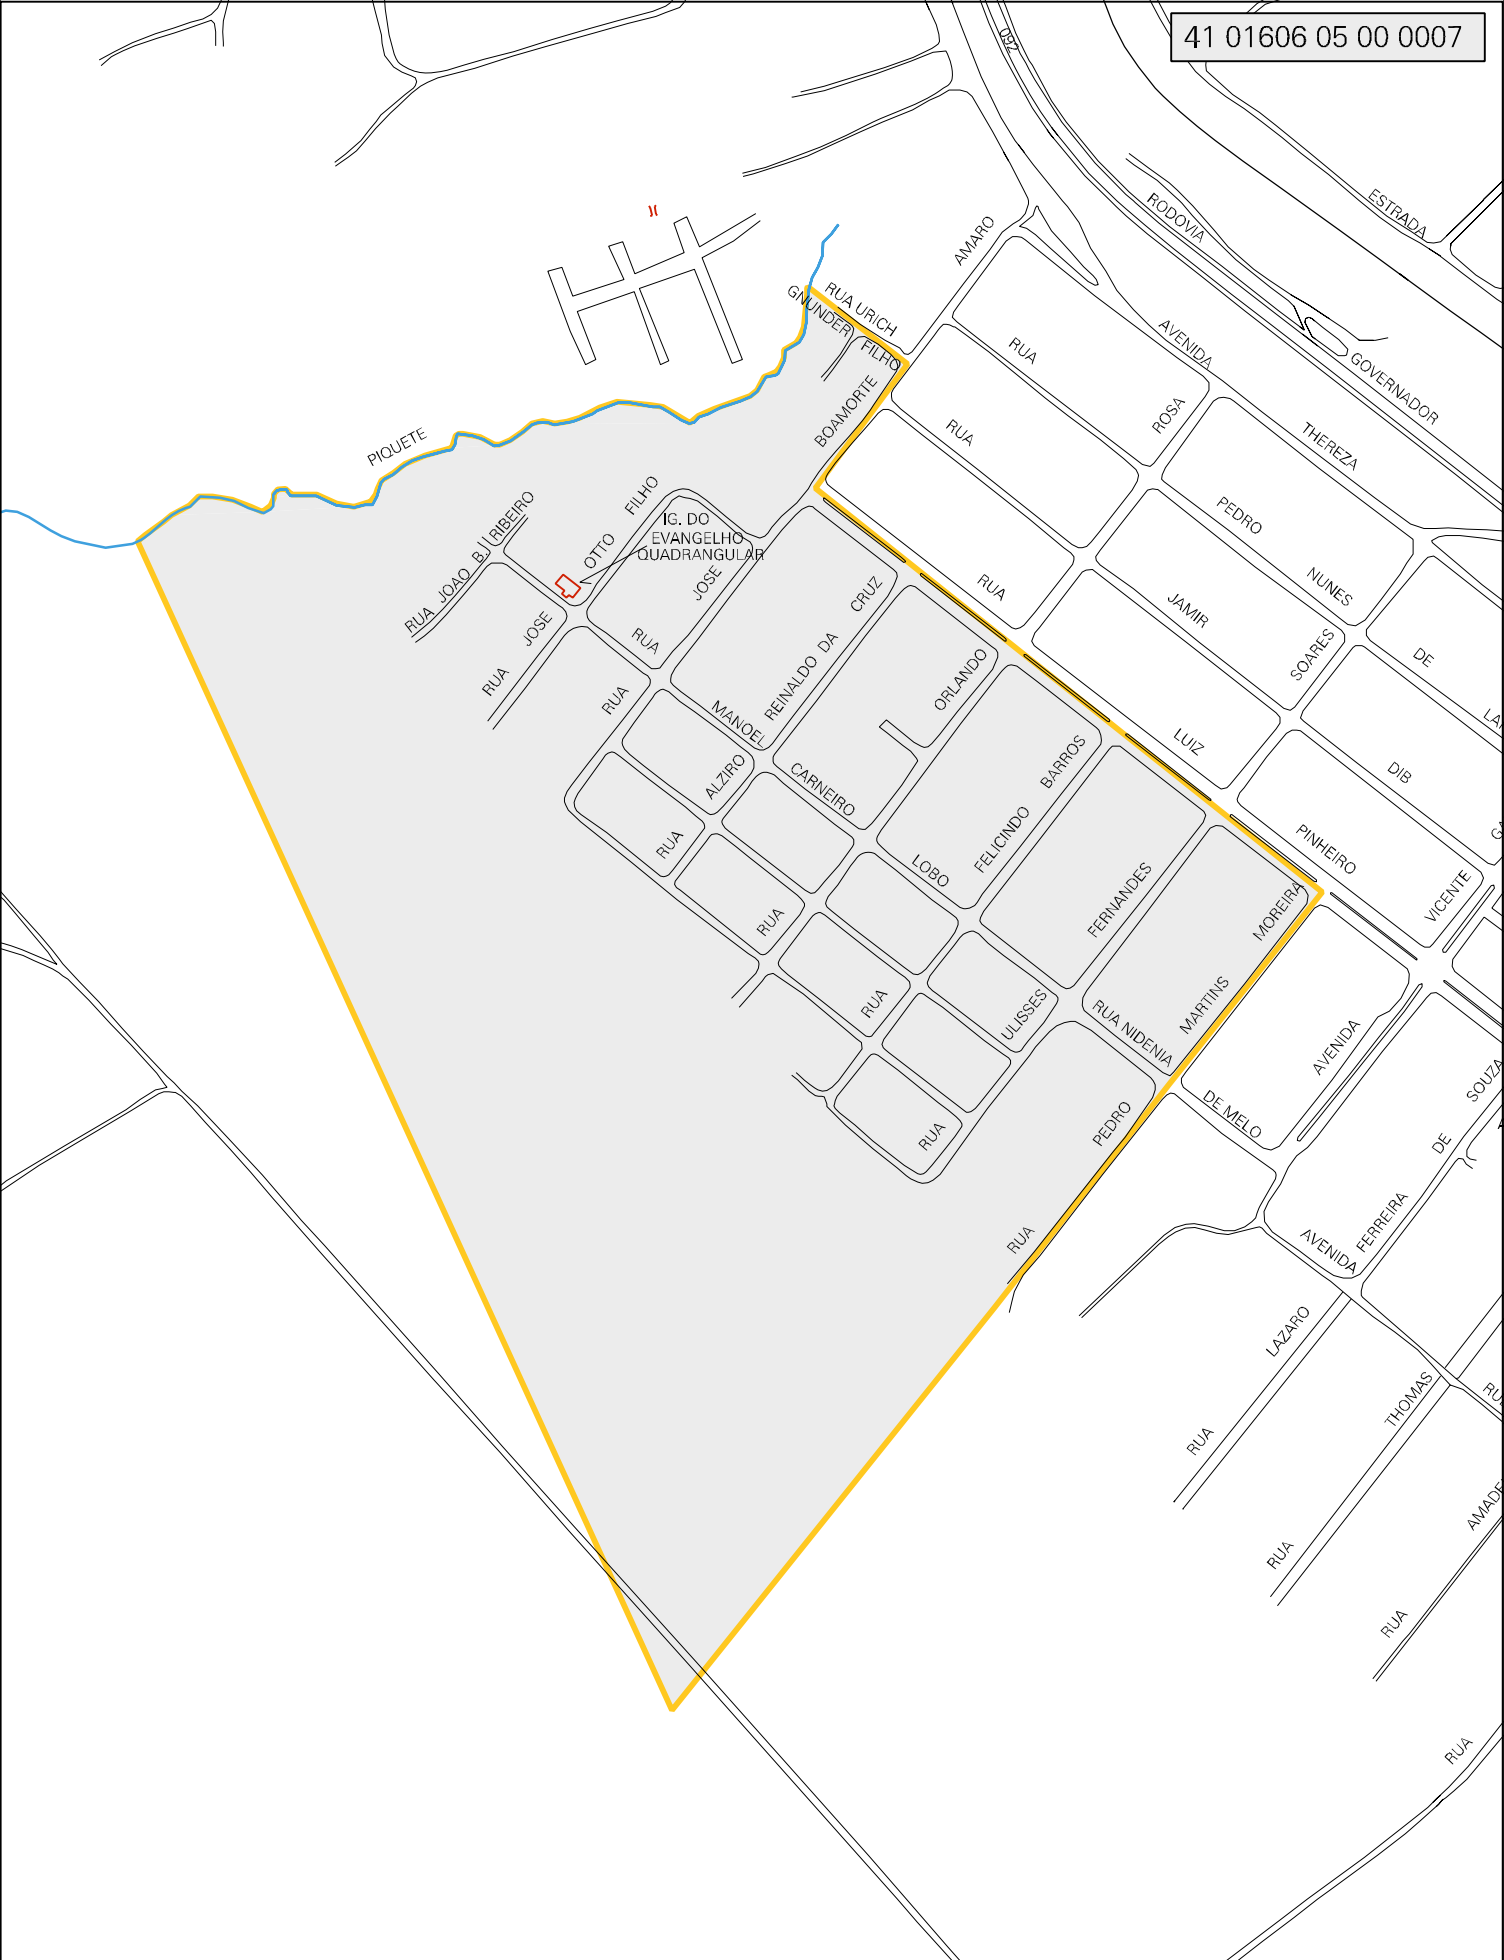 41 01606 05 00 0007
092
ESTRADA
RODOVIA
GOVERNADOR
AMARO
BOAMORTE
AVENIDA
THEREZA
RUA URICH
GNUNDER
FILHO
PIQUETE
RUA
ROSA
RUA
PEDRO
NUNES
DE
RUA
JAMIR
SOARES
DIB
LUIZ
PINHEIRO
VICENTE
RUA JOAO B
RIBEIRO
OTTO
FILHO
JOSE
RUA
IG. DO
EVANGELHO
QUADRANGULAR
JOSE
RUA
RUA
MANOEL
CARNEIRO
LOBO
REINALDO DA
CRUZ
ALZIRO
RUA
ORLANDO
RUA
FELICINDO
BARROS
RUA
ULISSES
FERNANDES
RUA
RUA NIDENIA
DE MELO
MOREIRA
MARTINS
PEDRO
RUA
AVENIDA
SOUZA
DE
FERREIRA
AVENIDA
LAZARO
RUA
THOMAS
RUA
RUA
RUA